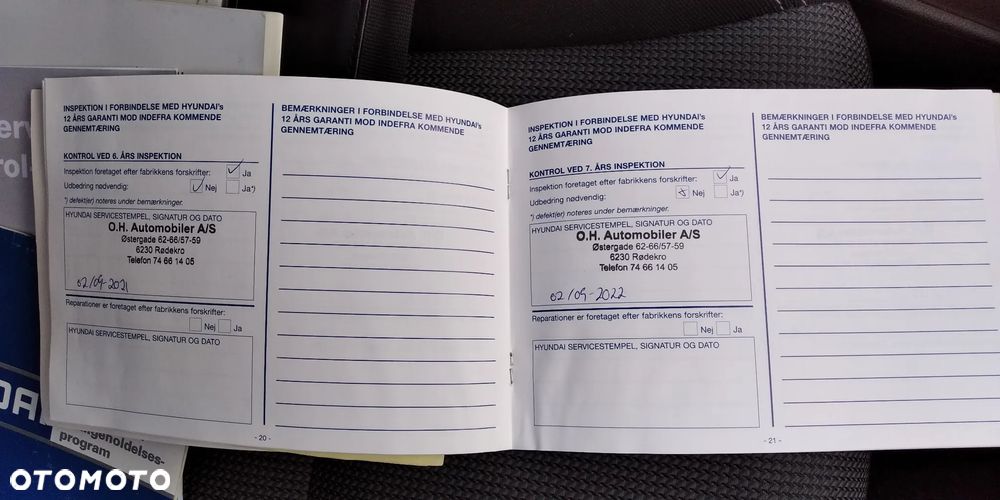 INSPEKTION I FORBINDELSE MED HYUNDAI's
12 ÅRS GARANTI MOD INDEFRA KOMMENDE
GENNEMTÆRING
KONTROL VED 6. ÅRS INSPEKTION
Inspektion foretaget efter fabrikkens forskrifter:
Ja
Udbedring nødvendig:
Nej
Ja*)
*) defekt(er) noteres under bemærkninger.
HYUNDAI SERVICESTEMPEL, SIGNATUR OG DATO
O.H. Automobiler A/S
Østergade 62-66/57-59
6230 Rødekro
Telefon 74 66 14 05
02/09-2021
Reparationer er foretaget efter fabrikkens forskrifter:
Nej
Ja
HYUNDAI SERVICESTEMPEL, SIGNATUR OG DATO
- 20 -
BEMÆRKNINGER I FORBINDELSE MED HYUNDAI's
12 ÅRS GARANTI MOD INDEFRA KOMMENDE
GENNEMTÆRING
INSPEKTION I FORBINDELSE MED HYUNDAI's
12 ÅRS GARANTI MOD INDEFRA KOMMENDE
GENNEMTÆRING
KONTROL VED 7. ÅRS INSPEKTION
Inspektion foretaget efter fabrikkens forskrifter:
Ja
Udbedring nødvendig:
Nej
Ja*)
*) defekt(er) noteres under bemærkninger.
HYUNDAI SERVICESTEMPEL, SIGNATUR OG DATO
O.H. Automobiler A/S
Østergade 62-66/57-59
6230 Rødekro
Telefon 74 66 14 05
02/09-2022
Reparationer er foretaget efter fabrikkens forskrifter:
Nej
Ja
HYUNDAI SERVICESTEMPEL, SIGNATUR OG DATO
- 21 -
BEMÆRKNINGER I FORBINDELSE MED HYUNDAI's
12 ÅRS GARANTI MOD INDEFRA KOMMENDE
GENNEMTÆRING
program
OTOMOTO